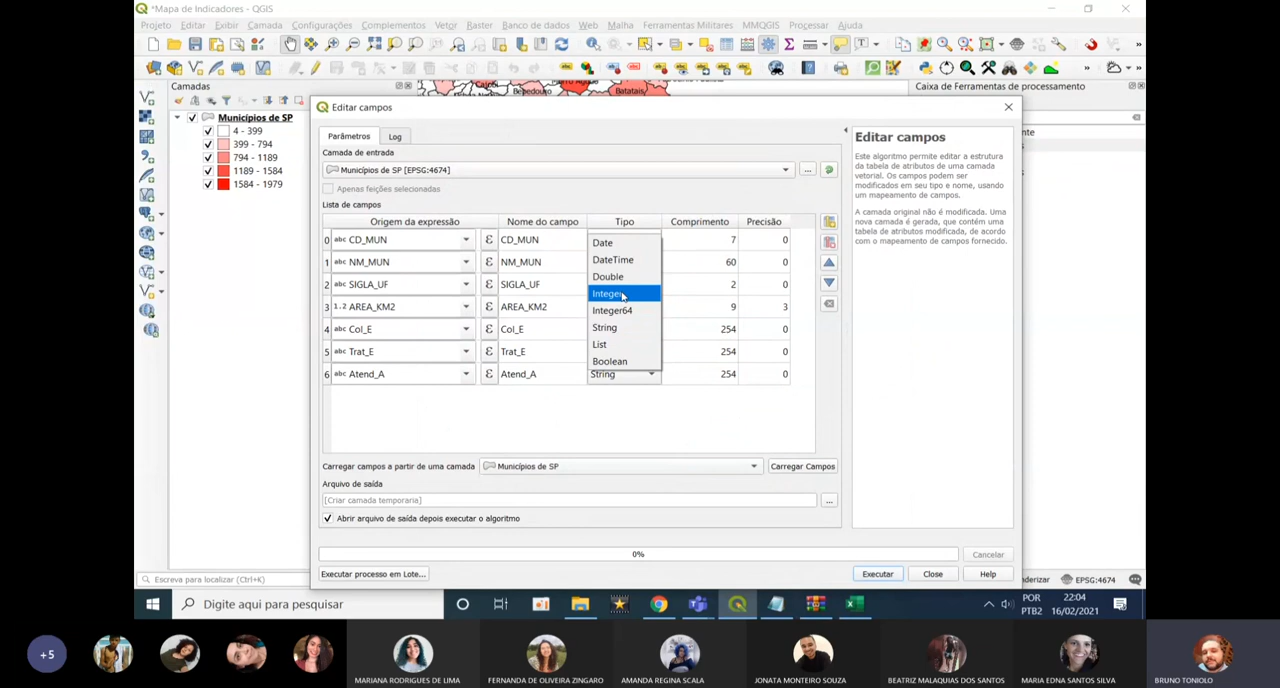 *Mapa de Indicadores - QGIS
Projeto Editar Exibir Camada Configurações Complementos Vetor Raster Banco de dados Web Malha Ferramentas Militares MMQGIS Processar Ajuda
Camadas
Bebedouro
Batatais
Caixa de Ferramentas de processamento
Municípios de SP
4 - 399
399 - 794
794 - 1189
1189 - 1584
1584 - 1979
Editar campos
Parâmetros Log
Camada de entrada
Municípios de SP [EPSG:4674]
...
Apenas feições selecionadas
Lista de campos
Origem da expressão Nome do campo Tipo Comprimento Precisão
0 abc CD_MUN ε CD_MUN 7 0
1 abc NM_MUN ε NM_MUN 60 0
2 abc SIGLA_UF ε SIGLA_UF 2 0
3 1.2 AREA_KM2 ε AREA_KM2 9 3
4 abc Col_E ε Col_E 254 0
5 abc Trat_E ε Trat_E 254 0
6 abc Atend_A ε Atend_A String 254 0
Date
DateTime
Double
Integer
Integer64
String
List
Boolean
Carregar campos a partir de uma camada Municípios de SP Carregar Campos
Arquivo de saída
[Criar camada temporaria] ...
Abrir arquivo de saída depois executar o algoritmo
0% Cancelar
Executar processo em Lote... Executar Close Help
Editar campos
Este algoritmo permite editar a estrutura
da tabela de atributos de uma camada
vetorial. Os campos podem ser
modificados em seu tipo e nome, usando
um mapeamento de campos.
A camada original não é modificada. Uma
nova camada é gerada, que contém uma
tabela de atributos modificada, de acordo
com o mapeamento de campos fornecido.
Escreva para localizar (Ctrl+K)
EPSG:4674
Digite aqui para pesquisar
POR
PTB2
22:04
16/02/2021
+5
MARIANA RODRIGUES DE LIMA
FERNANDA DE OLIVEIRA ZINGARO
AMANDA REGINA SCALA
JONATA MONTEIRO SOUZA
BEATRIZ MALAQUIAS DOS SANTOS
MARIA EDNA SANTOS SILVA
BRUNO TONIOLO